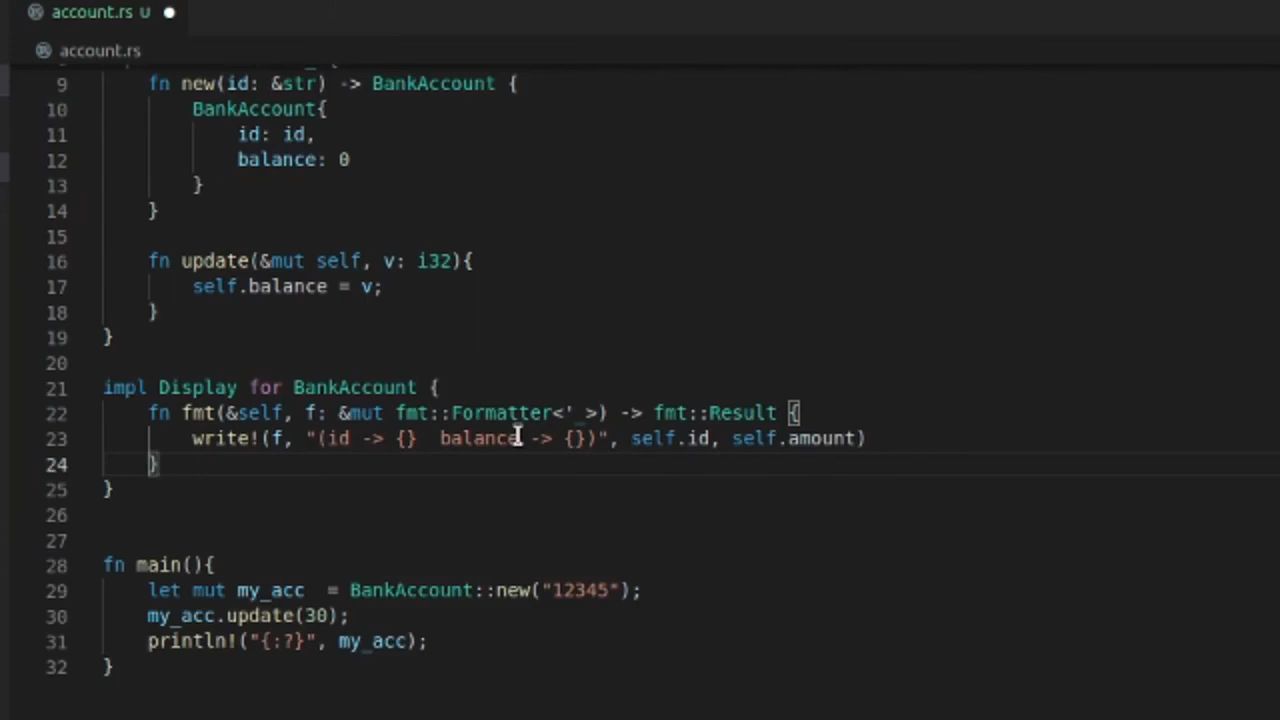 account.rs U
account.rs
9 fn new(id: &str) -> BankAccount {
10 BankAccount{
11 id: id,
12 balance: 0
13 }
14 }
15
16 fn update(&mut self, v: i32){
17 self.balance = v;
18 }
19 }
20
21 impl Display for BankAccount {
22 fn fmt(&self, f: &mut fmt::Formatter<'_>) -> fmt::Result {
23 write!(f, "(id -> {}  balance -> {})", self.id, self.amount)
24 }
25 }
26
27
28 fn main(){
29 let mut my_acc  = BankAccount::new("12345");
30 my_acc.update(30);
31 println!("{:?}", my_acc);
32 }